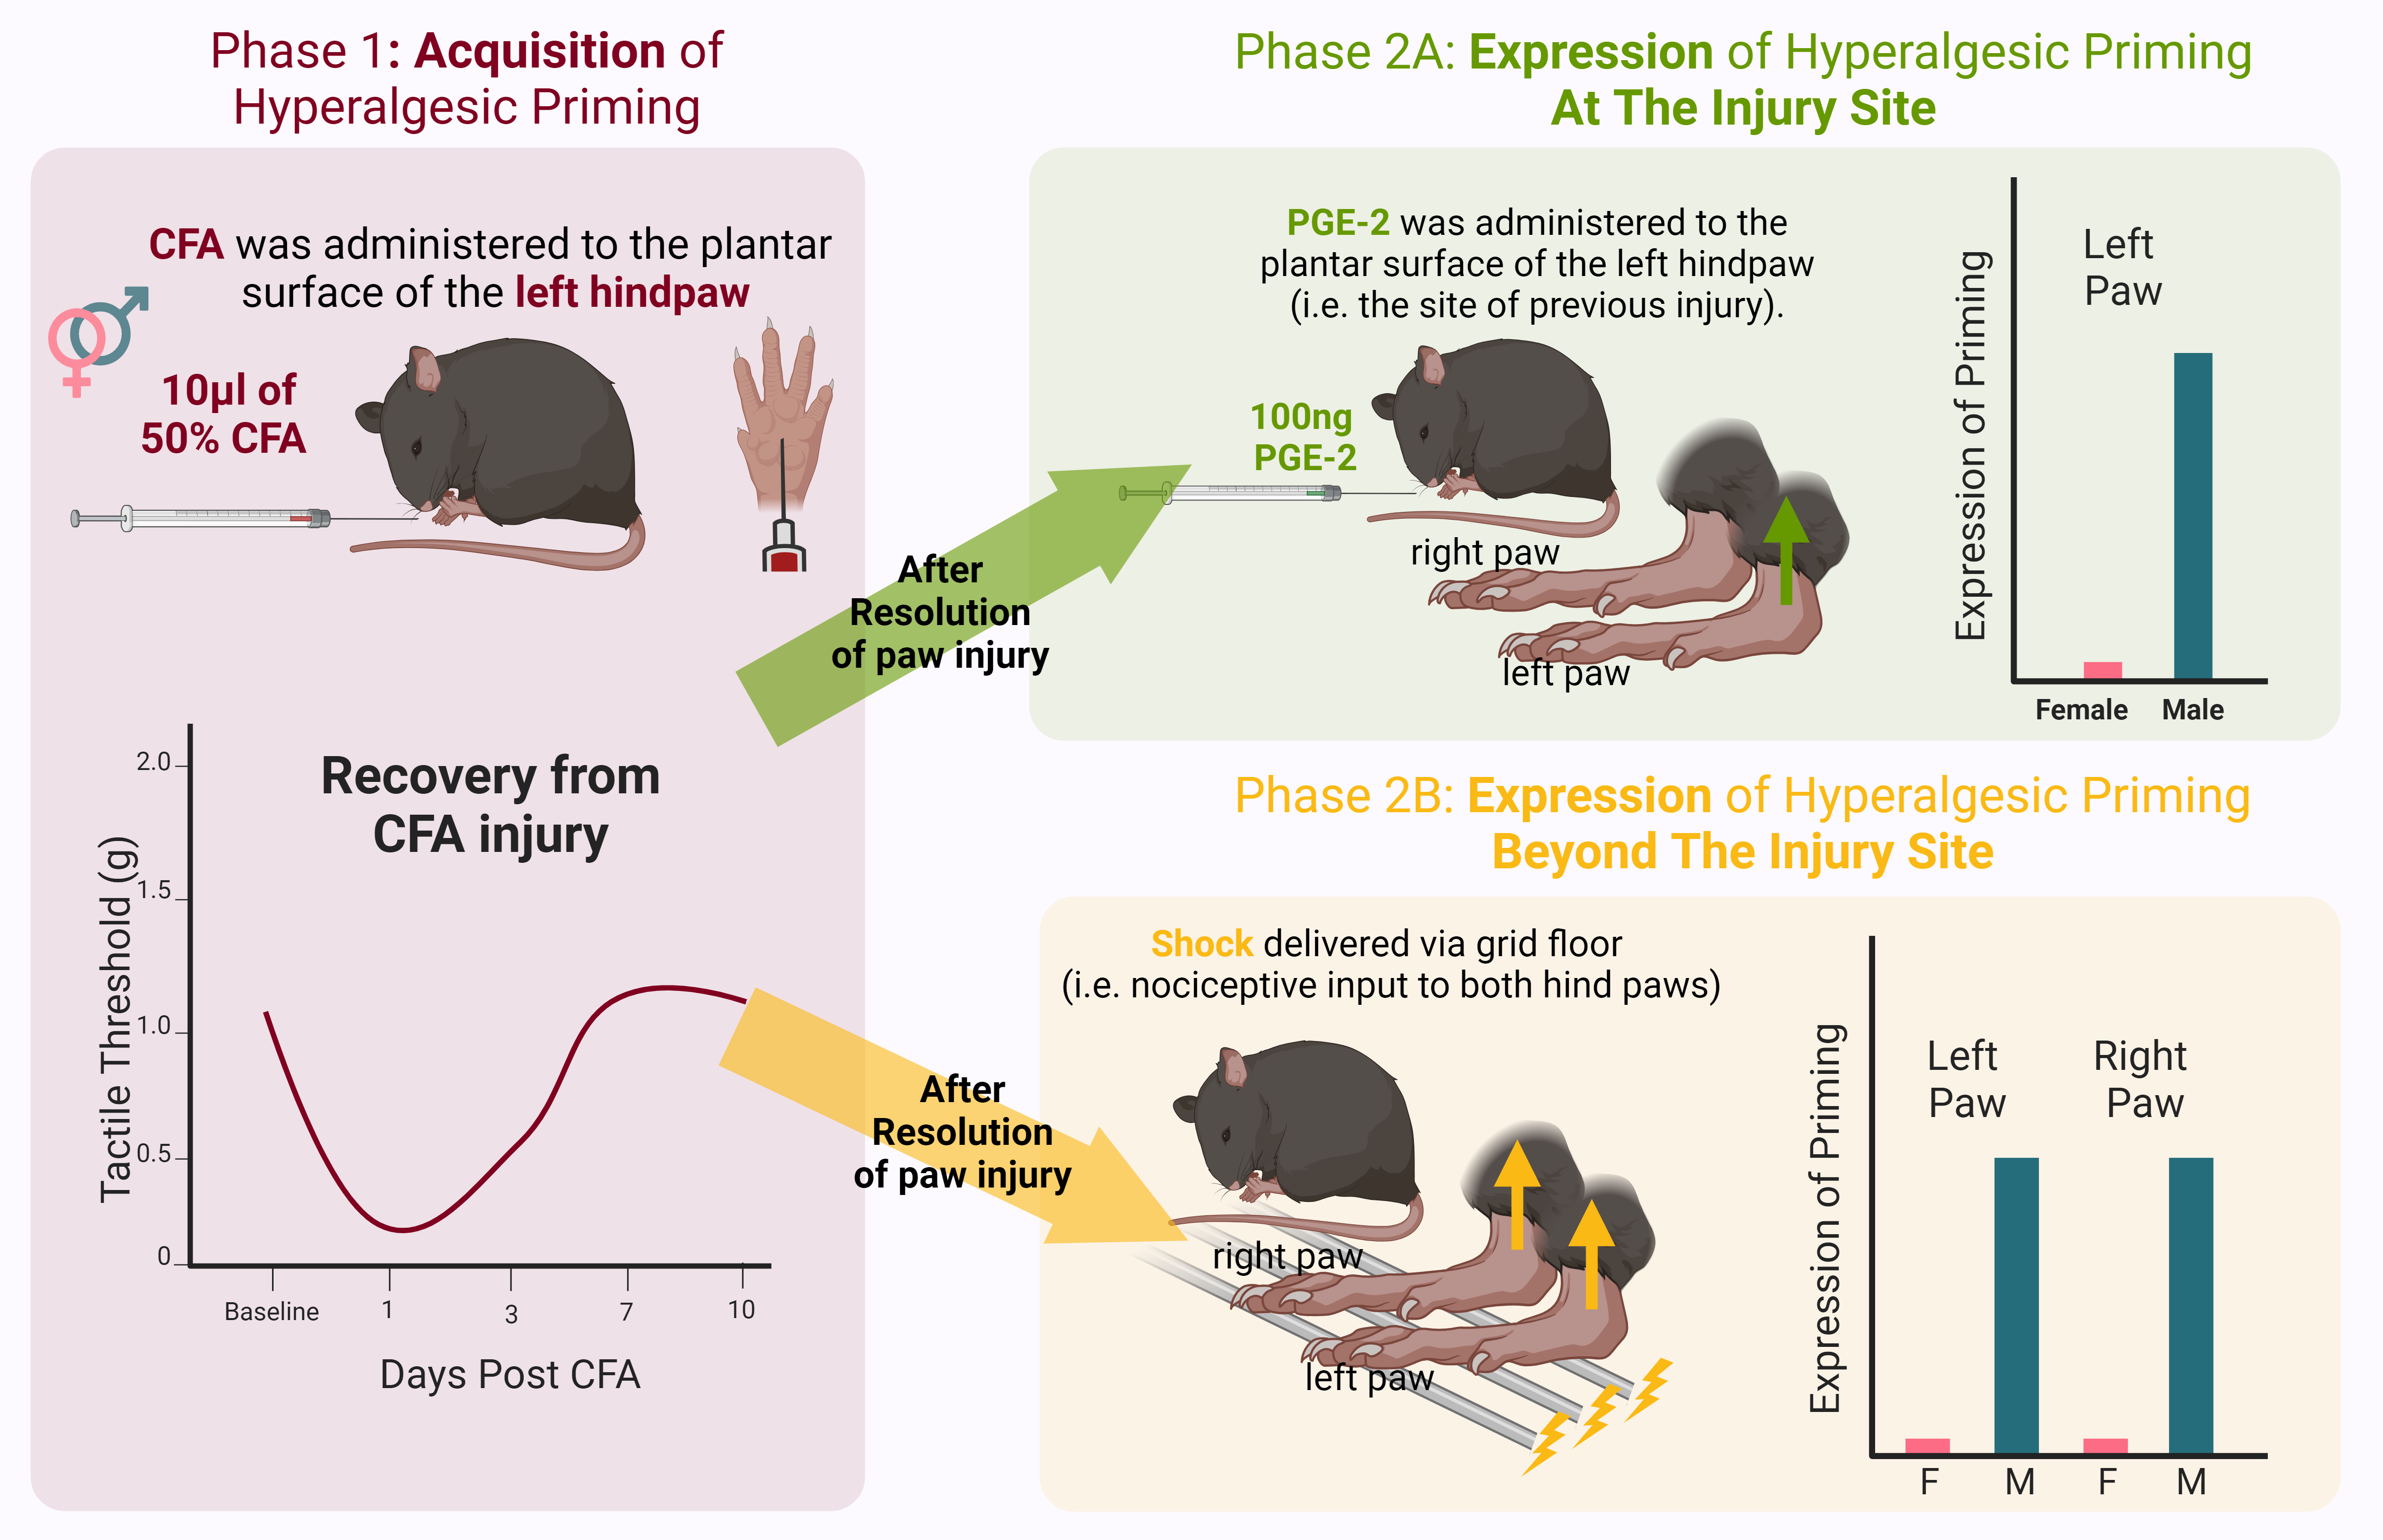 Phase 1: Acquisition of
Hyperalgesic Priming
CFA was administered to the plantar
surface of the left hindpaw
10µl of
50% CFA
Recovery from
CFA injury
Tactile Threshold (g)
2.0
1.5
1.0
0.5
0
Baseline
1
3
7
10
Days Post CFA
After
Resolution
of paw injury
After
Resolution
of paw injury
Phase 2A: Expression of Hyperalgesic Priming
At The Injury Site
PGE-2 was administered to the
plantar surface of the left hindpaw
(i.e. the site of previous injury).
100ng
PGE-2
right paw
left paw
Expression of Priming
Left
Paw
Female
Male
Phase 2B: Expression of Hyperalgesic Priming
Beyond The Injury Site
Shock delivered via grid floor
(i.e. nociceptive input to both hind paws)
right paw
left paw
Expression of Priming
Left
Paw
Right
Paw
F
M
F
M